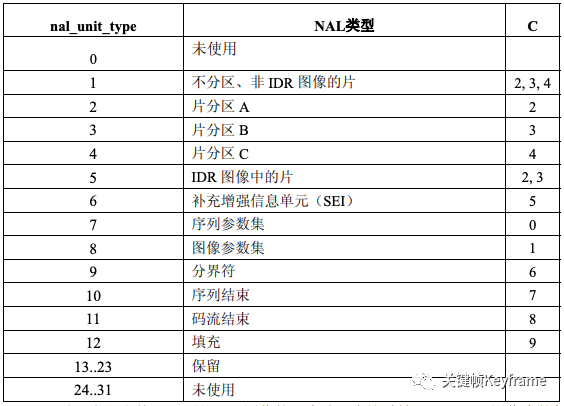 nal_unit_type NAL类型 C
0 未使用
1 不分区、非 IDR 图像的片 2, 3, 4
2 片分区 A 2
3 片分区 B 3
4 片分区 C 4
5 IDR 图像中的片 2, 3
6 补充增强信息单元（SEI） 5
7 序列参数集 0
8 图像参数集 1
9 分界符 6
10 序列结束 7
11 码流结束 8
12 填充 9
13..23 保留
24..31 未使用
关键帧Keyframe